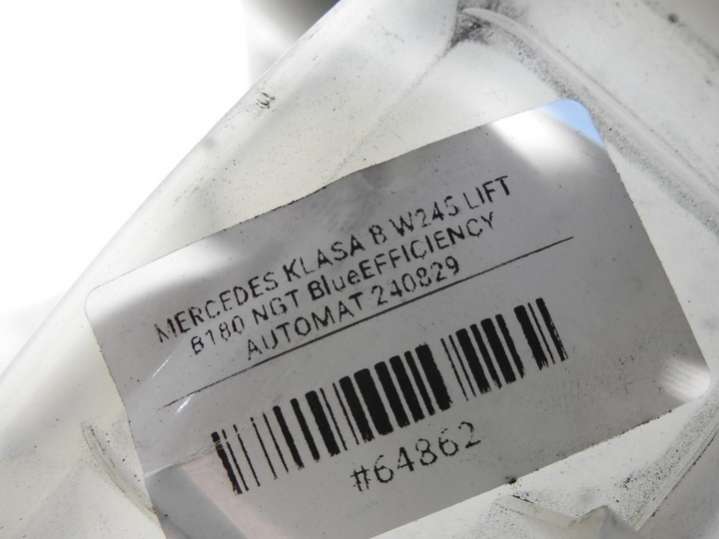 MERCEDES KLASA B W245 LIFT
B180 NGT BlueEFFICIENCY
AUTOMAT 240829
#64862